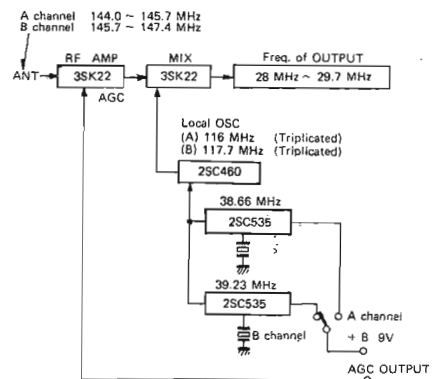 A channel 144.0 ~ 145.7 MHz
B channel 145.7 ~ 147.4 MHz
RF AMP
MIX
Freq. of OUTPUT
ANT
3SK22
3SK22
28 MHz ~ 29.7 MHz
AGC
Local OSC
(A) 116 MHz (Triplicated)
(B) 117.7 MHz (Triplicated)
2SC460
38.66 MHz
2SC535
39.23 MHz
2SC535
A channel
B channel
+ B 9V
AGC OUTPUT